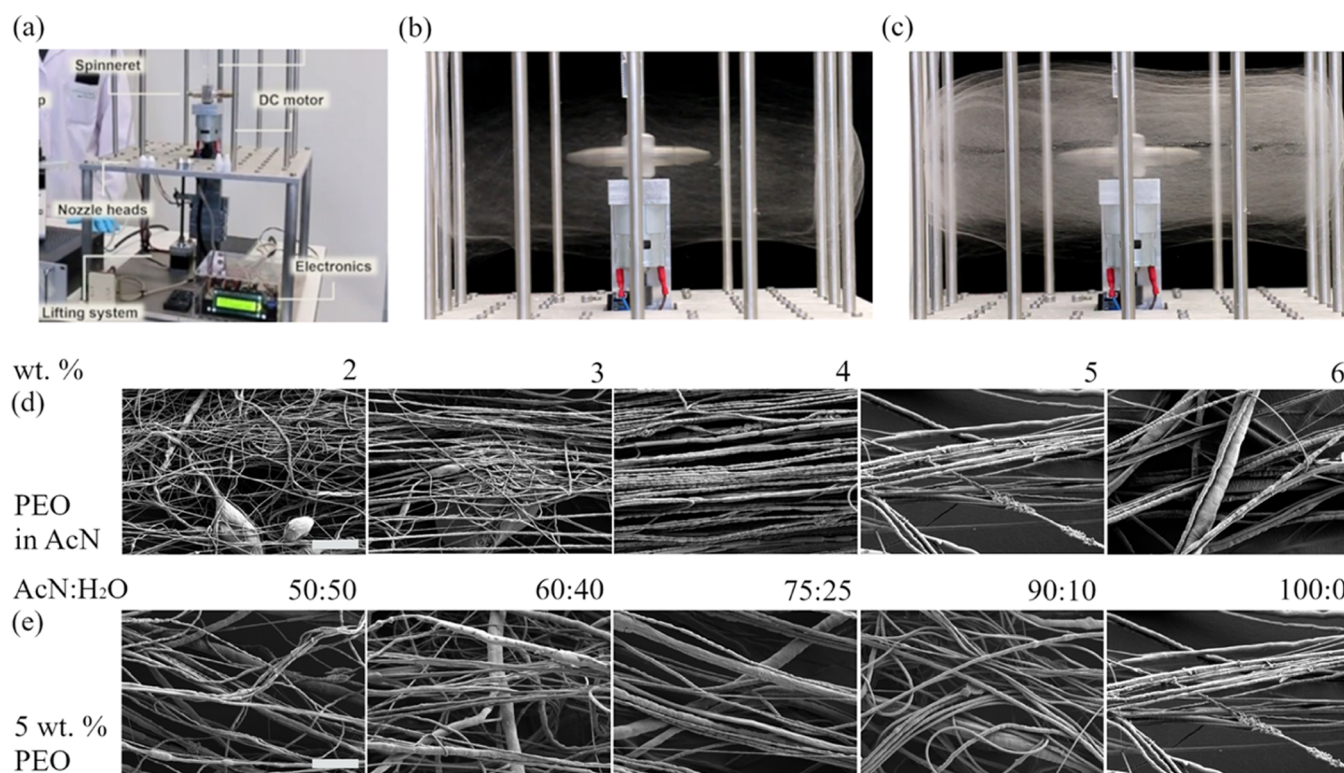 (a)
(b)
(c)
Spinneret
p
DC motor
Nozzle heads
Electronics
Lifting system
wt. % 2 3 4 5 6
(d)
PEO
in AcN
AcN:H₂O 50:50 60:40 75:25 90:10 100:0
(e)
5 wt. %
PEO